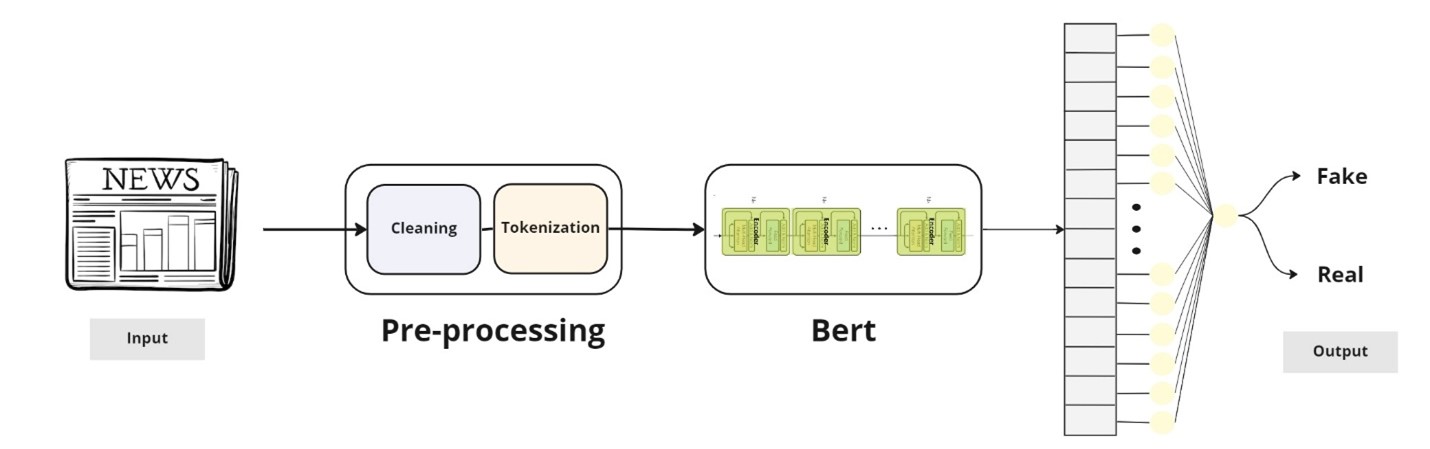 NEWS
Input
Cleaning
Tokenization
Pre-processing
Encoder
Encoder
...
Encoder
Bert
Fake
Real
Output